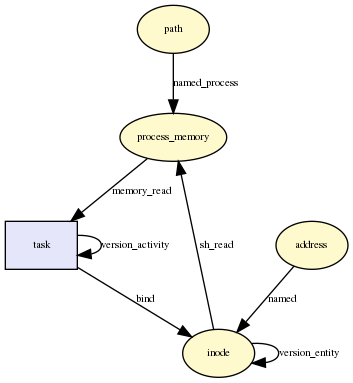 path
named_process
process_memory
memory_read
task
version_activity
sh_read
address
bind
named
inode
version_entity